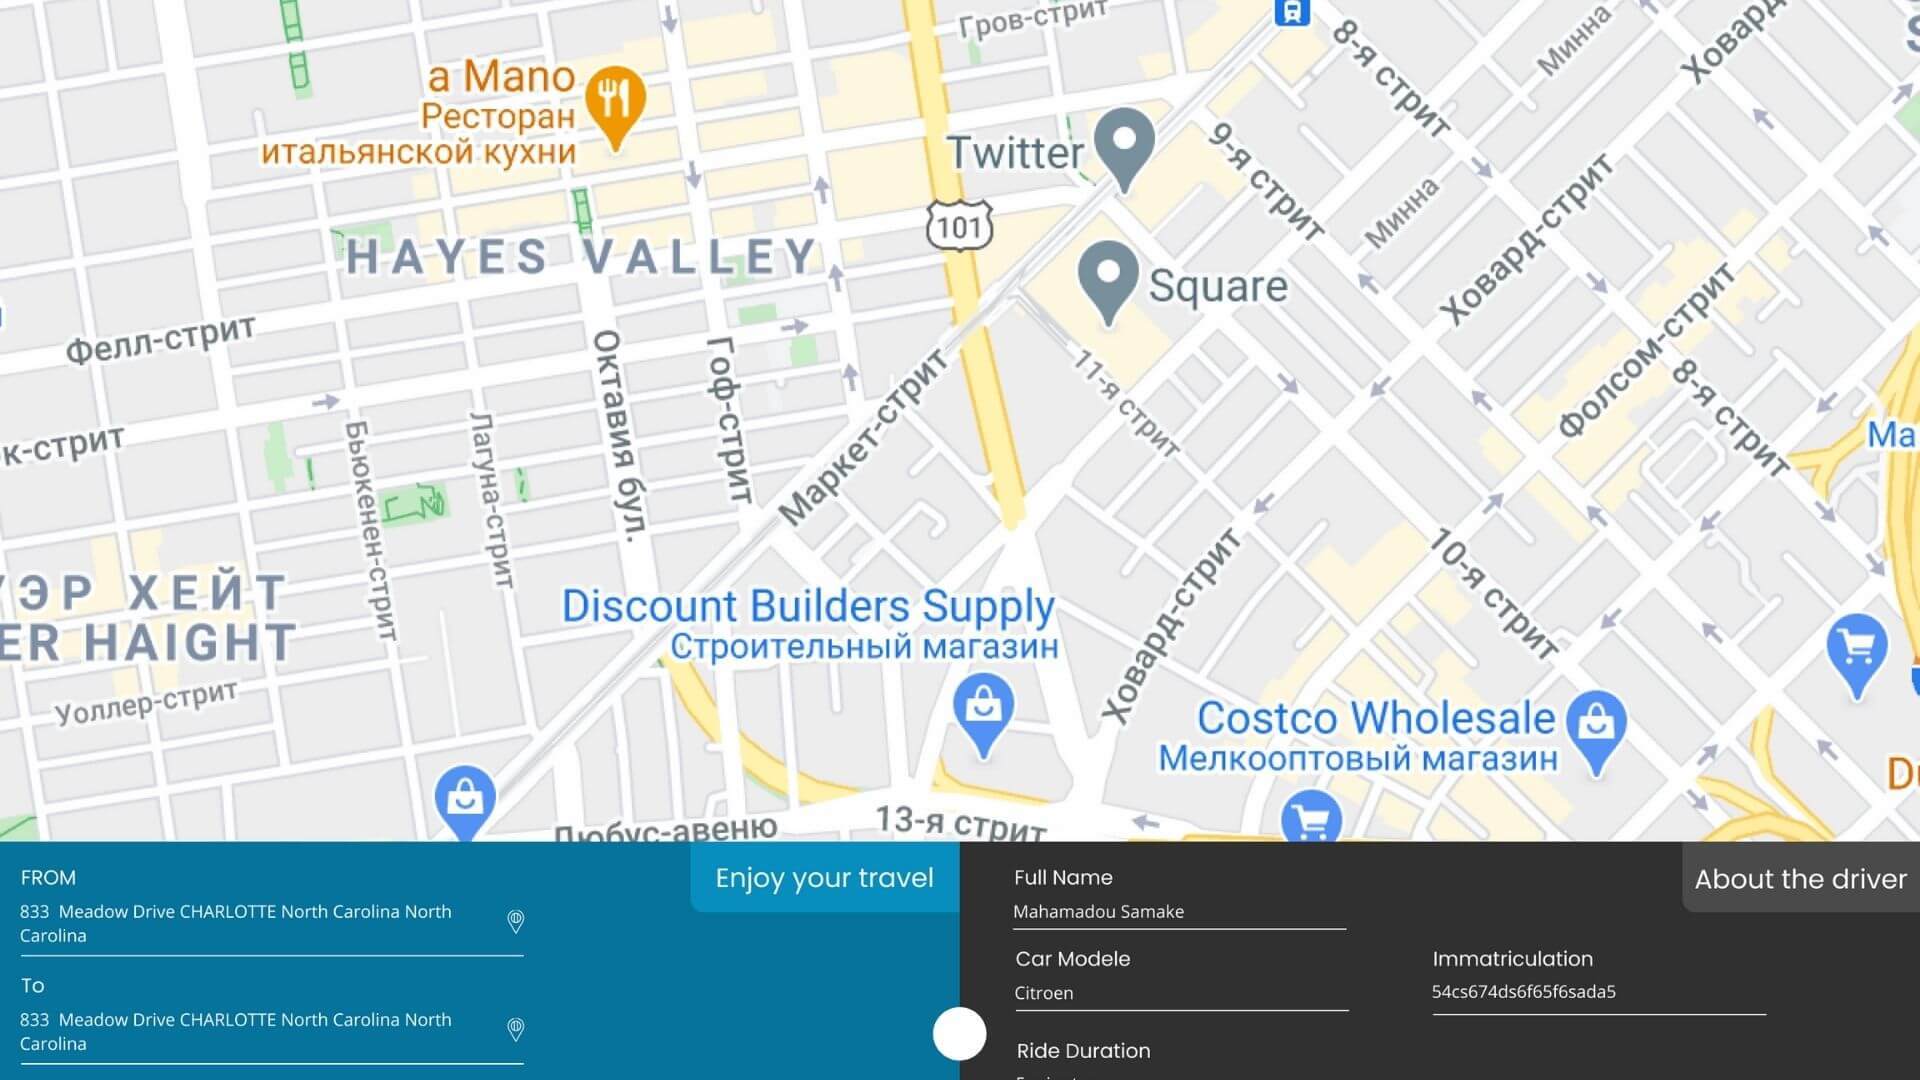 Гров-стрит
8-я стрит
Минна
Ховард-стрит
a Mano
Ресторан
итальянской кухни
Twitter
9-я стрит
101
Минна
Ховард-стрит
HAYES VALLEY
Square
Фелл-стрит
Октавия бул.
Гоф-стрит
Маркет-стрит
11-я стрит
Фолсом-стрит
8-я стрит
к-стрит
Бьюкенен-стрит
Лагуна-стрит
Ma
10-я стрит
УЭР ХЕЙТ
ER HAIGHT
Discount Builders Supply
Строительный магазин
Ховард-стрит
Уоллер-стрит
Costco Wholesale
Мелкооптовый магазин
13-я стрит
FROM
833 Meadow Drive CHARLOTTE North Carolina North
Carolina
To
833 Meadow Drive CHARLOTTE North Carolina North
Carolina
Enjoy your travel
Full Name
Mahamadou Samake
About the driver
Car Modele
Citroen
Immatriculation
54cs674ds6f65f6sada5
Ride Duration